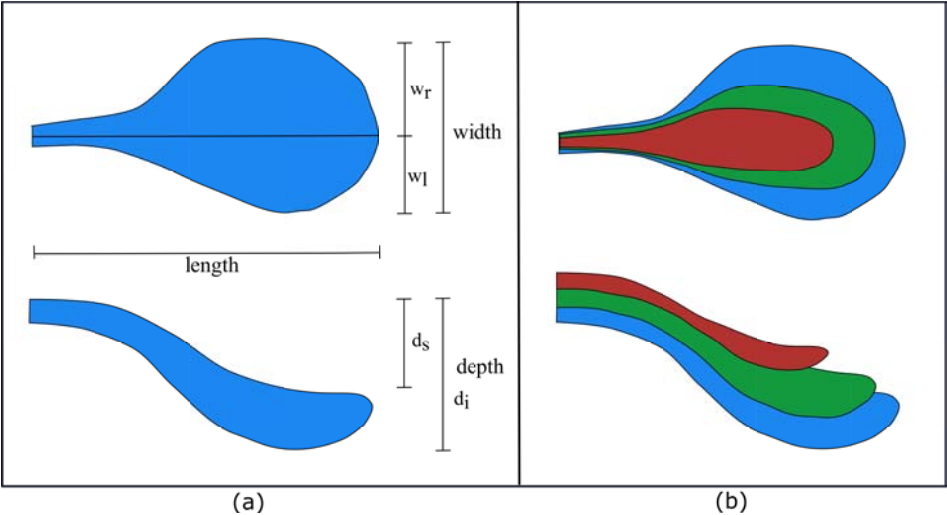 w_r
width
w_l
length
d_s
depth
d_i
(a)
(b)